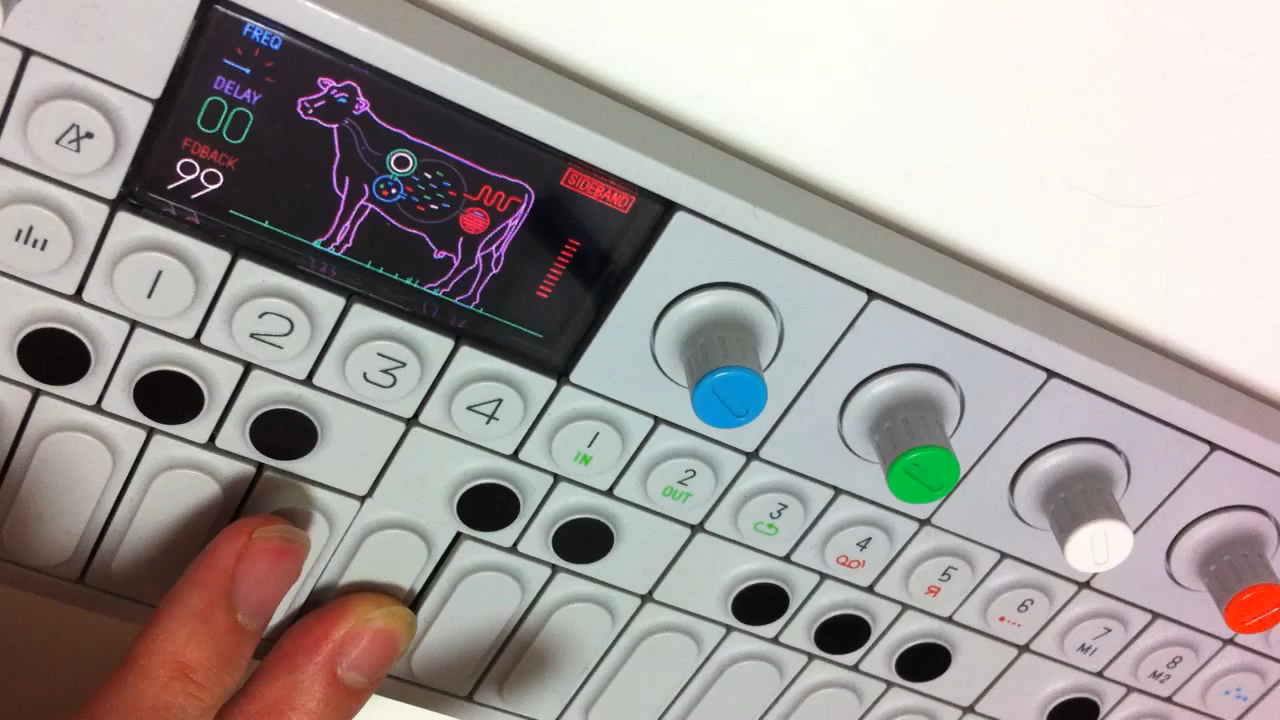 FREQ
DELAY
00
FDBACK
99
SIDEBAND
1
2
3
4
1
IN
2
OUT
3
4
5
6
7
M1
8
M2